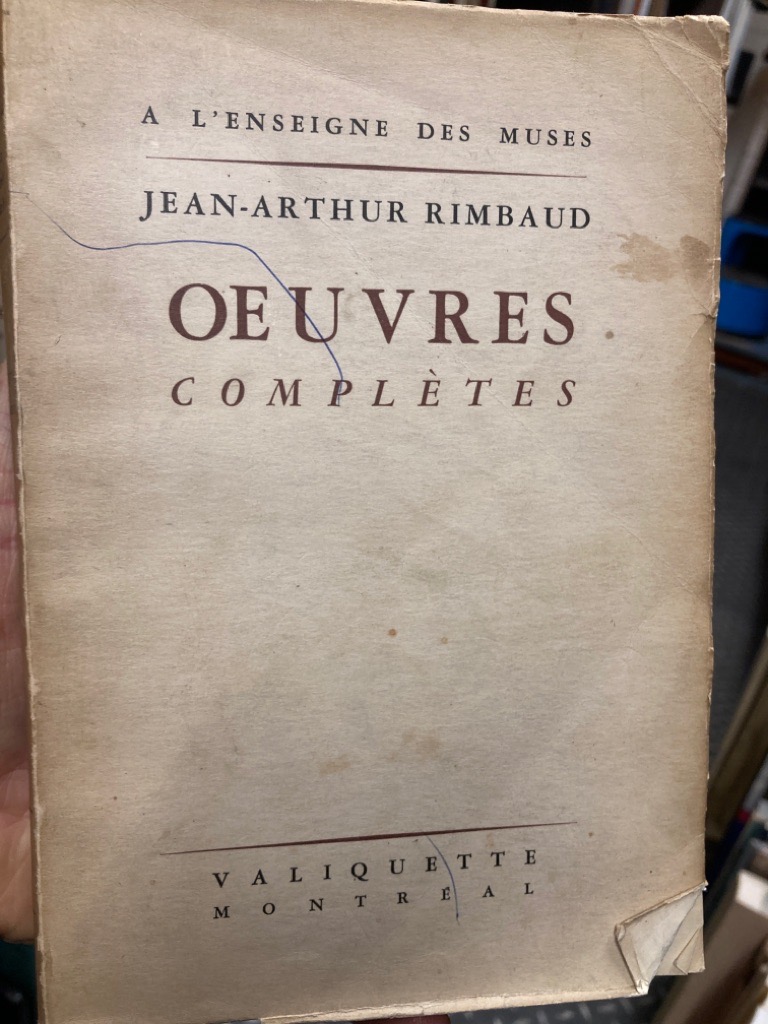 A L'ENSEIGNE DES MUSES
JEAN-ARTHUR RIMBAUD
OEUVRES
COMPLÈTES
VALIQUETTE
MONTRÉAL